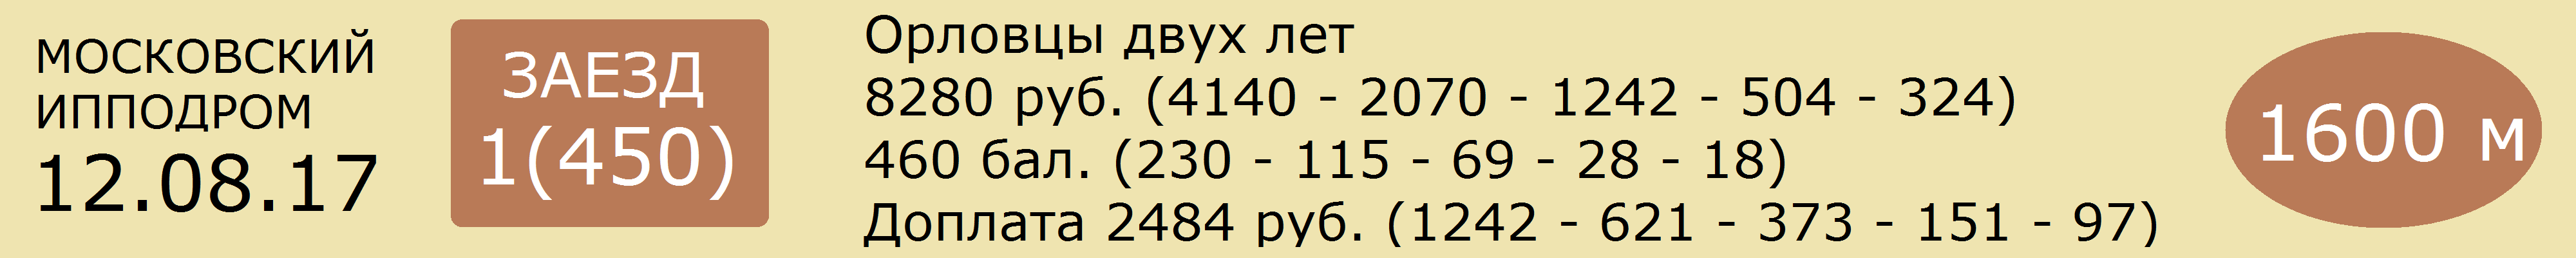 МОСКОВСКИЙ
ИППОДРОМ
12.08.17
ЗАЕЗД
1(450)
Орловцы двух лет
8280 руб. (4140 - 2070 - 1242 - 504 - 324)
460 бал. (230 - 115 - 69 - 28 - 18)
Доплата 2484 руб. (1242 - 621 - 373 - 151 - 97)
1600 м